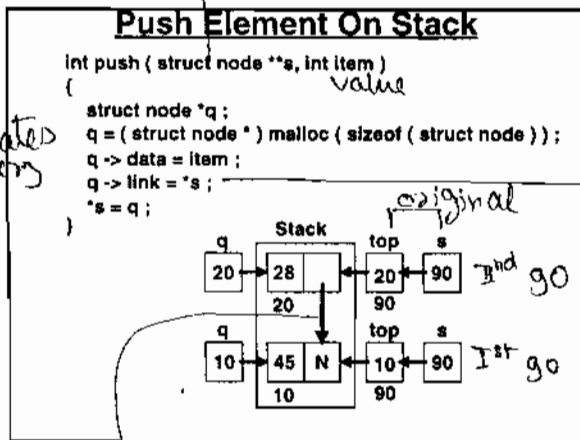 Push Element On Stack
int push ( struct node **s, int item )
value
{
struct node *q ;
q = ( struct node * ) malloc ( sizeof ( struct node ) ) ;
q -> data = item ;
q -> link = *s ;
*s = q ;
}
original
Stack
q top s
20 28 20 90 IInd go
20 90
q top s
10 45 N 10 90 Ist go
10 90